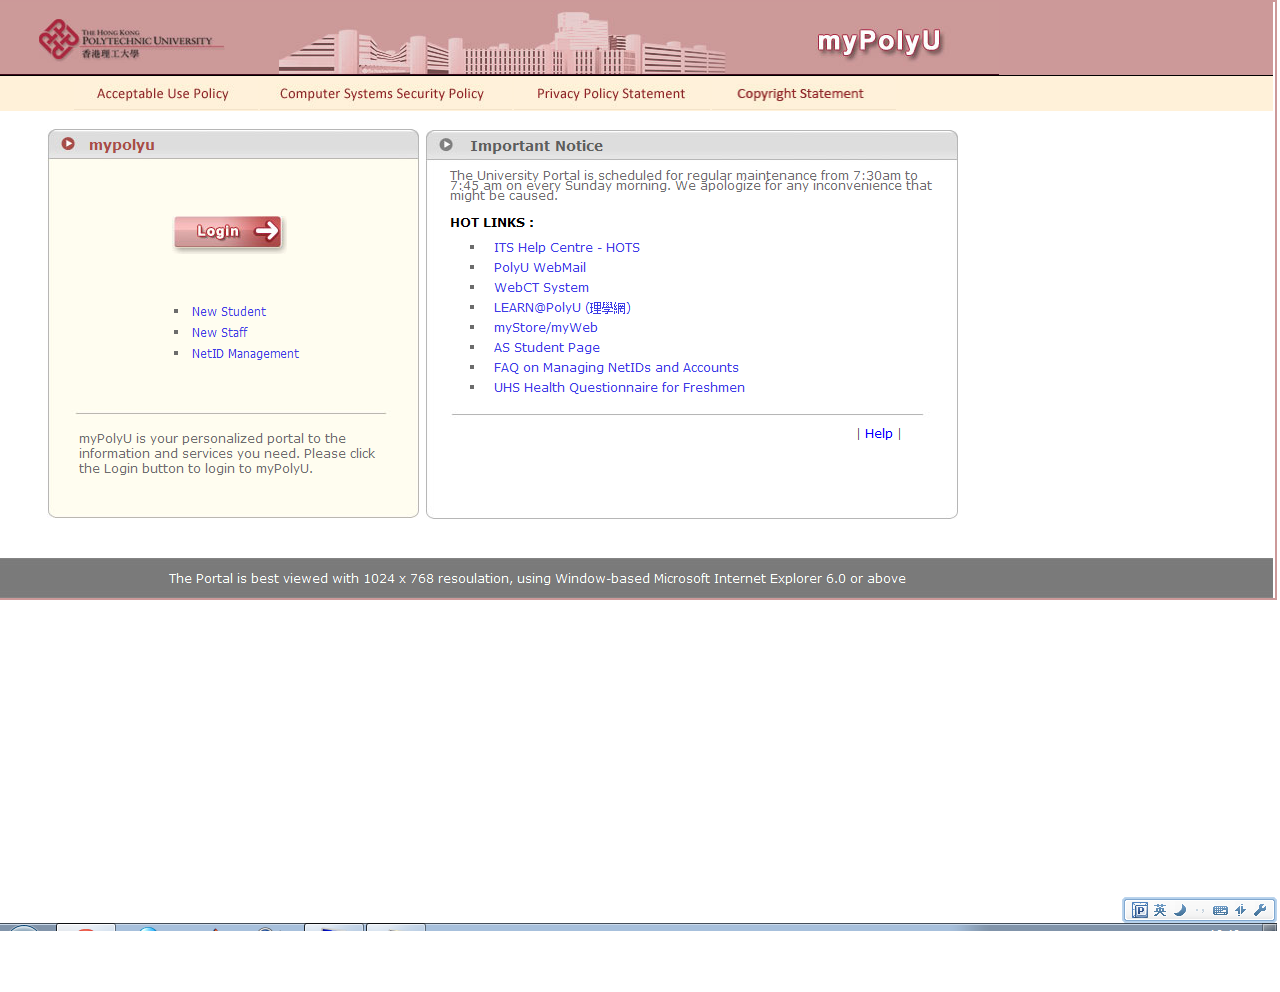 THE HONG KONG
POLYTECHNIC UNIVERSITY
香港理工大學
myPolyU
Acceptable Use Policy
Computer Systems Security Policy
Privacy Policy Statement
Copyright Statement
mypolyu
Login
New Student
New Staff
NetID Management
myPolyU is your personalized portal to the
information and services you need. Please click
the Login button to login to myPolyU.
Important Notice
The University Portal is scheduled for regular maintenance from 7:30am to
7:45 am on every Sunday morning. We apologize for any inconvenience that
might be caused.
HOT LINKS :
ITS Help Centre - HOTS
PolyU WebMail
WebCT System
LEARN@PolyU (理學網)
myStore/myWeb
AS Student Page
FAQ on Managing NetIDs and Accounts
UHS Health Questionnaire for Freshmen
| Help |
The Portal is best viewed with 1024 x 768 resoulation, using Window-based Microsoft Internet Explorer 6.0 or above
P 英